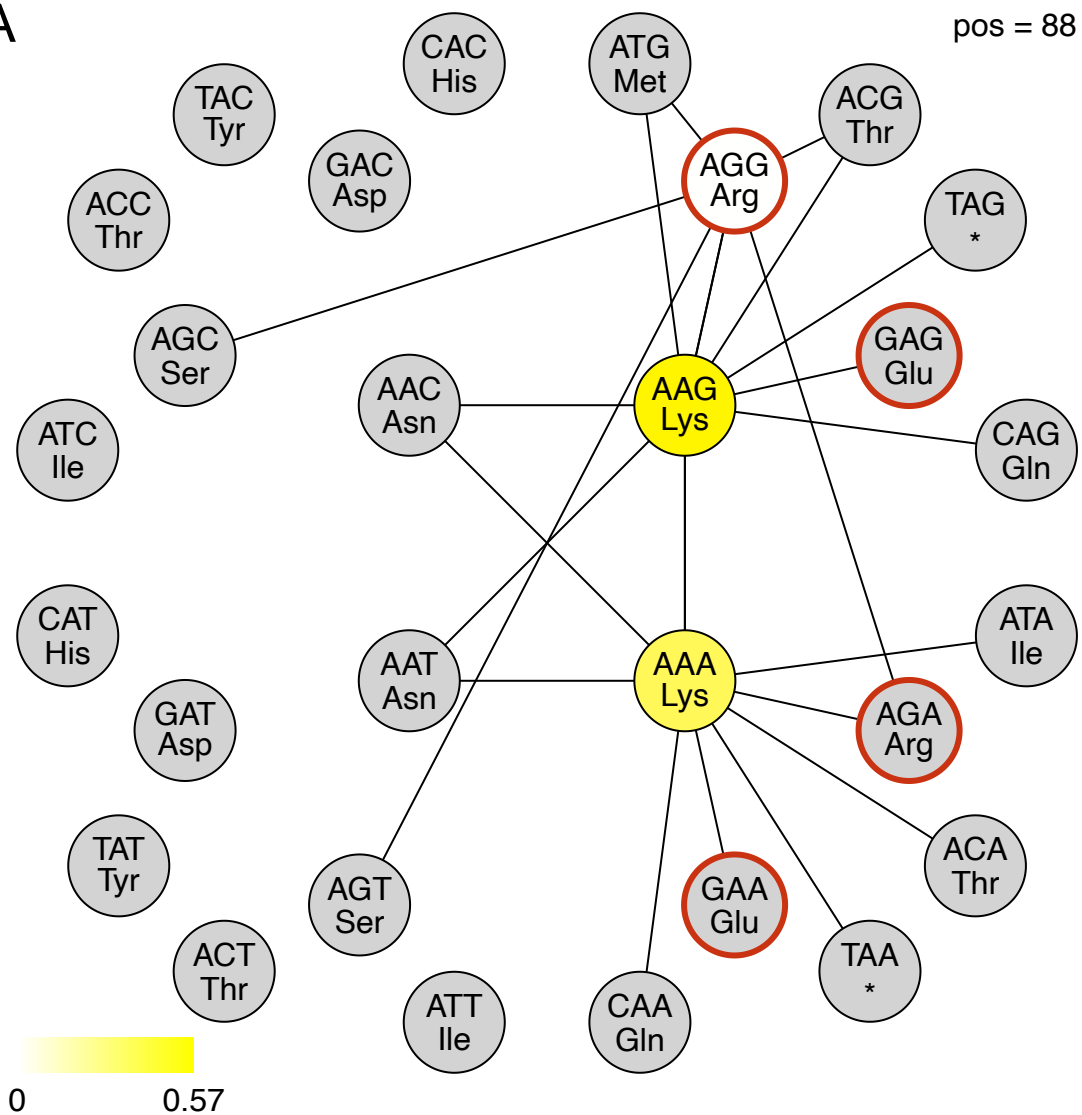 A
pos = 88
CAC
His
ATG
Met
TAC
Tyr
ACG
Thr
GAC
Asp
AGG
Arg
ACC
Thr
TAG
*
AGC
Ser
GAG
Glu
AAC
Asn
AAG
Lys
ATC
Ile
CAG
Gln
CAT
His
ATA
Ile
AAT
Asn
AAA
Lys
GAT
Asp
AGA
Arg
TAT
Tyr
ACA
Thr
AGT
Ser
GAA
Glu
ACT
Thr
TAA
*
ATT
Ile
CAA
Gln
0 0.57